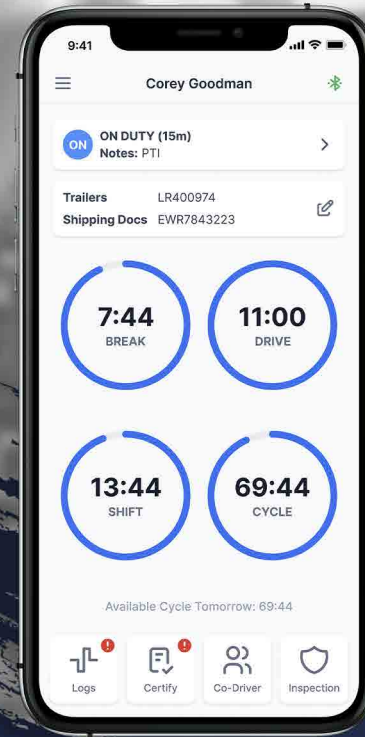 9:41
Corey Goodman
ON
ON DUTY (15m)
Notes: PTI
Trailers LR400974
Shipping Docs EWR7843223
7:44
BREAK
11:00
DRIVE
13:44
SHIFT
69:44
CYCLE
Available Cycle Tomorrow: 69:44
Logs
Certify
Co-Driver
Inspection